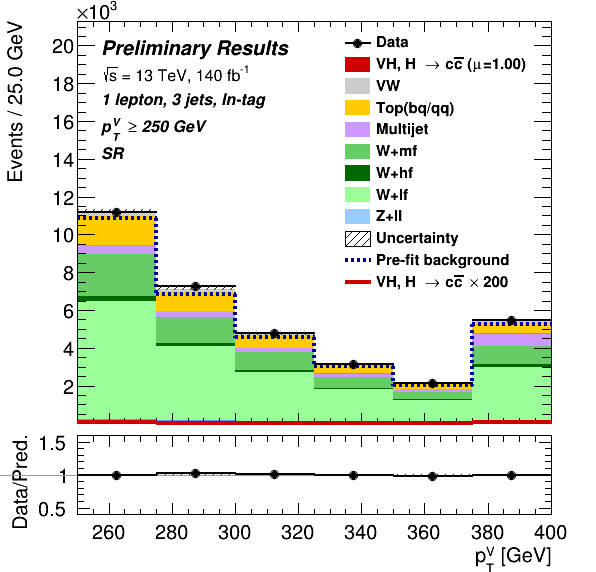 ×10³
Events / 25.0 GeV
20
18
16
14
12
10
8
6
4
2
Preliminary Results
√s = 13 TeV, 140 fb⁻¹
1 lepton, 3 jets, ln-tag
p_T^V ≥ 250 GeV
SR
Data
VH, H → cc̅ (μ=1.00)
VW
Top(bq/qq)
Multijet
W+mf
W+hf
W+lf
Z+ll
Uncertainty
Pre-fit background
VH, H → cc̅ × 200
Data/Pred.
1.5
1
0.5
260 280 300 320 340 360 380 400
p_T^V [GeV]